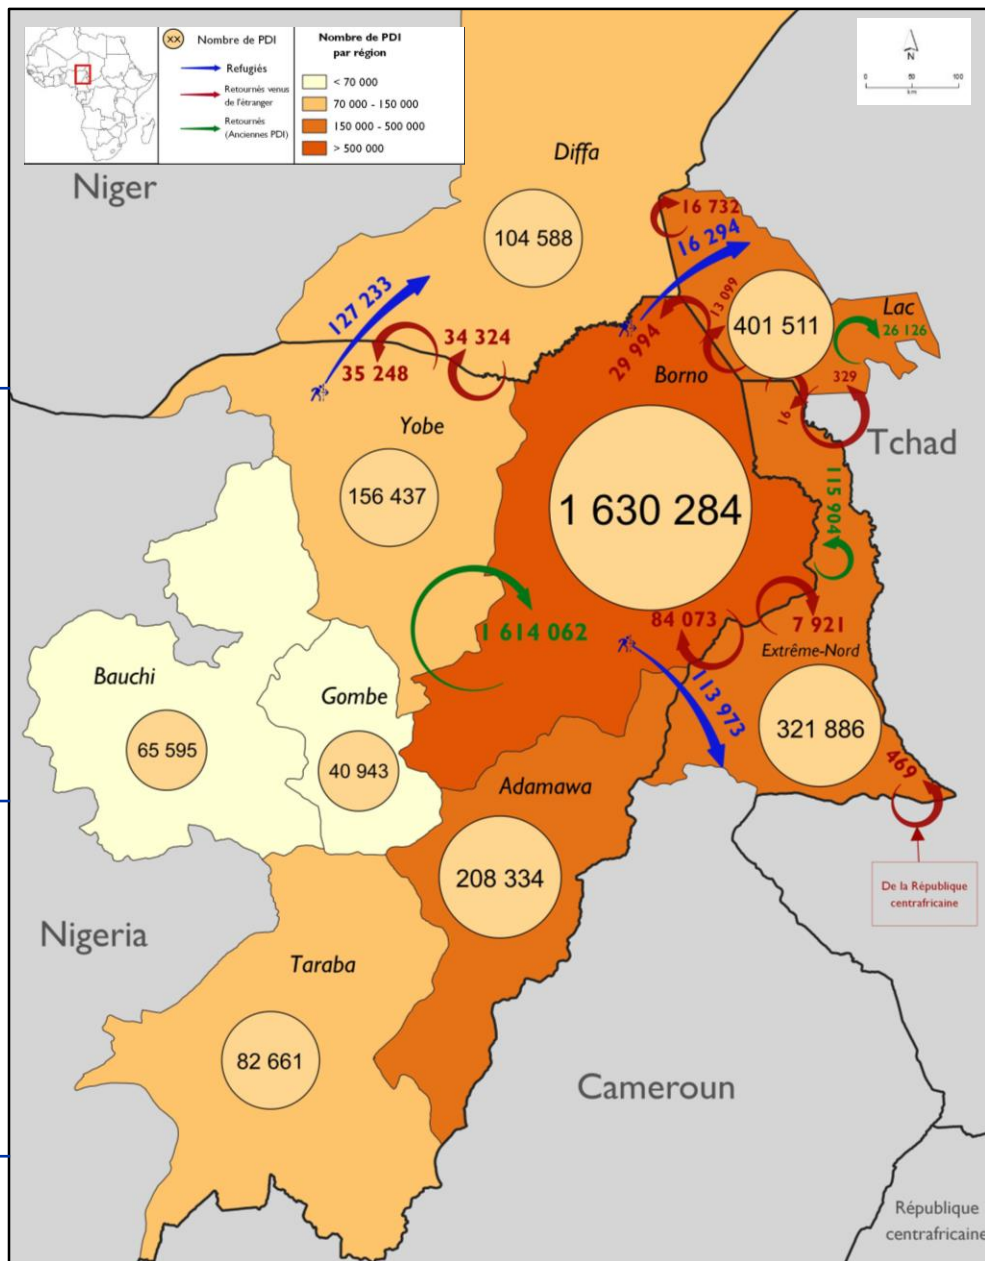 XX
Nombre de PDI
Refugiés
Retournés venus
de l'étranger
Retournés
(Anciennes PDI)
Nombre de PDI
par région
< 70 000
70 000 - 150 000
150 000 - 500 000
> 500 000
N
0 50 100
km
Niger
Diffa
104 588
16 732
16 294
127 233
34 324
35 248
29 994
13 099
401 511
Lac
26 126
329
16
Borno
Tchad
Yobe
156 437
1 630 284
115 904
1 614 062
84 073
7 921
Extrême-Nord
113 973
321 886
Bauchi
65 595
Gombe
40 943
Adamawa
208 334
469
De la République
centrafricaine
Nigeria
Taraba
82 661
Cameroun
République
centrafricaine